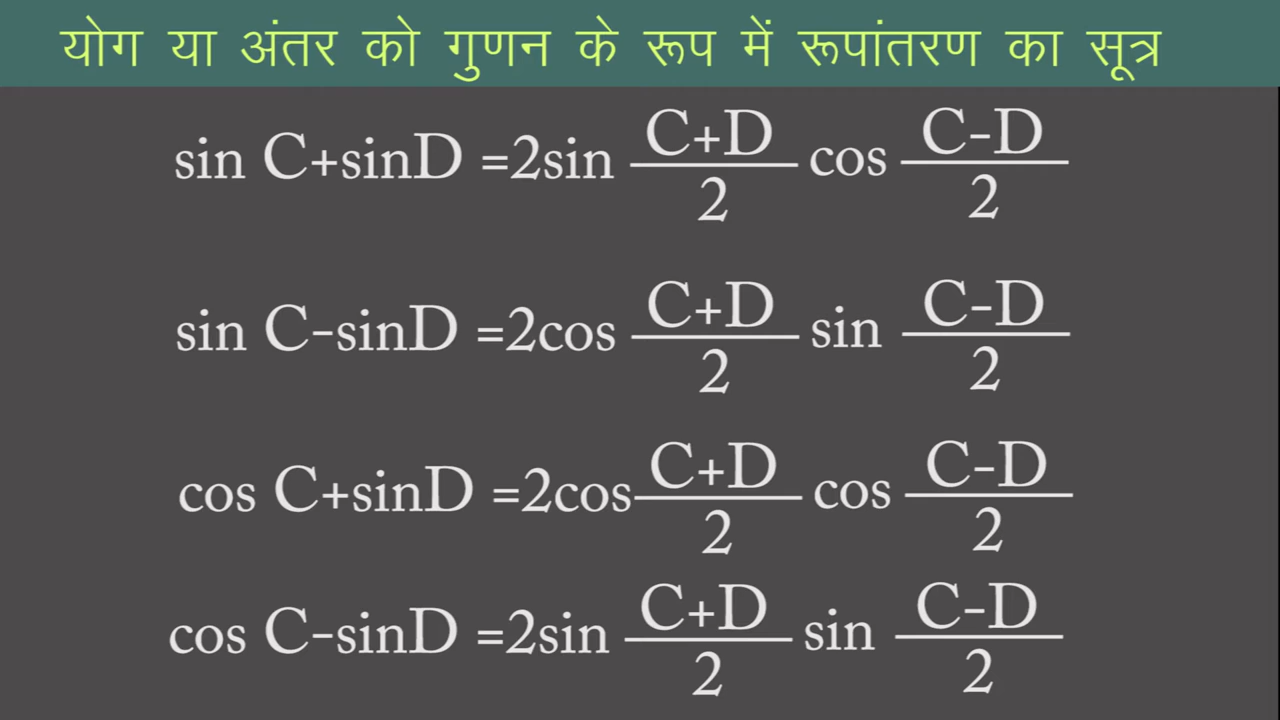 योग या अंतर को गुणन के रूप में रूपांतरण का सूत्र
sin C+sinD =2sin (C+D)/2 cos (C-D)/2
sin C-sinD =2cos (C+D)/2 sin (C-D)/2
cos C+sinD =2cos (C+D)/2 cos (C-D)/2
cos C-sinD =2sin (C+D)/2 sin (C-D)/2